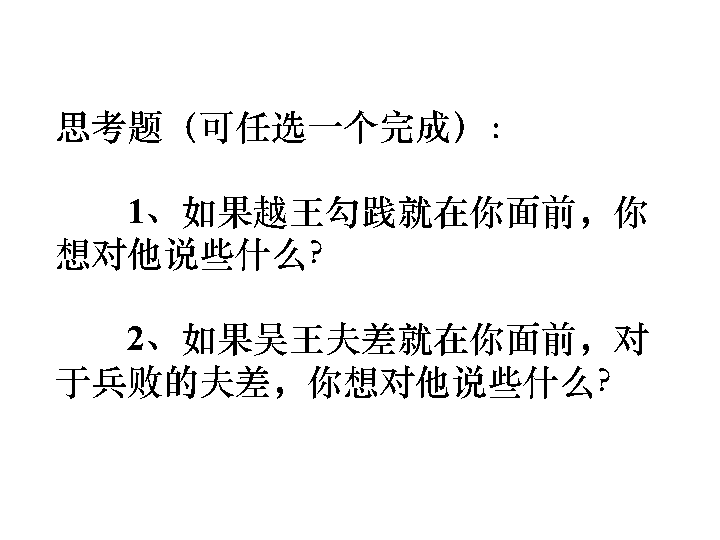 思考题（可任选一个完成）:
1、如果越王勾践就在你面前，你
想对他说些什么?
2、如果吴王夫差就在你面前，对
于兵败的夫差，你想对他说些什么?